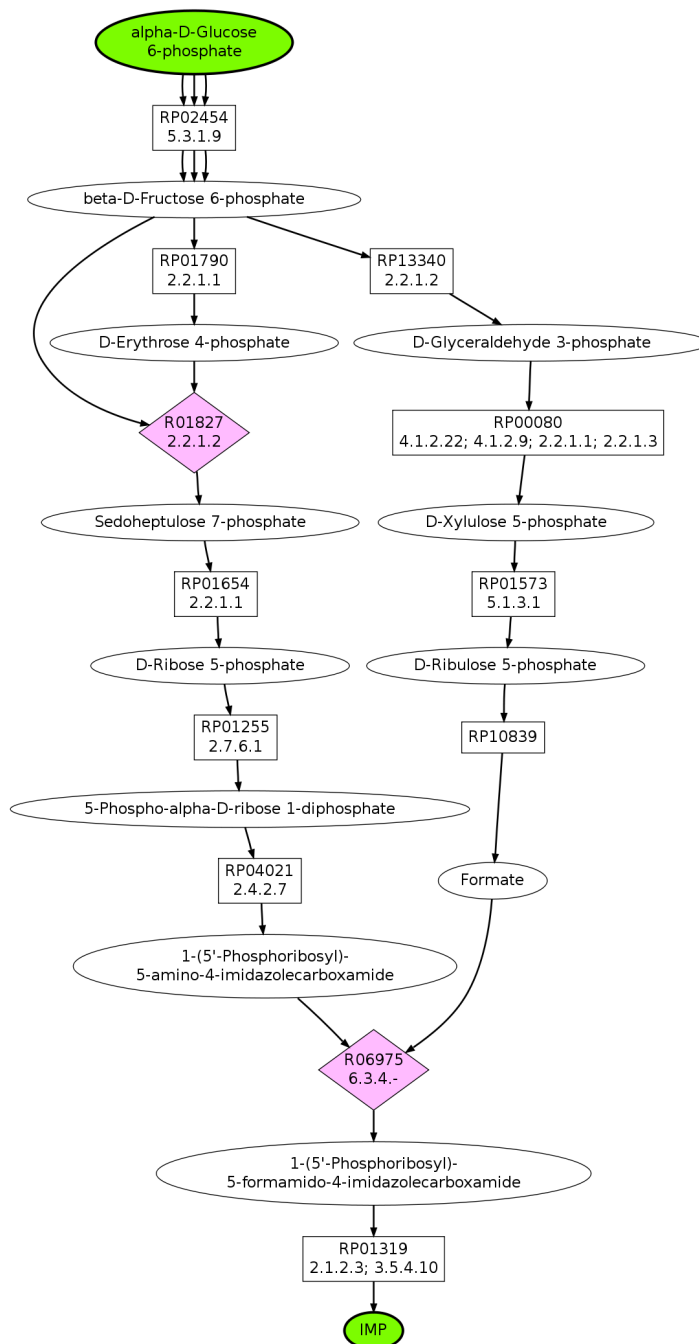 alpha-D-Glucose
6-phosphate
RP02454
5.3.1.9
beta-D-Fructose 6-phosphate
RP01790
2.2.1.1
RP13340
2.2.1.2
D-Erythrose 4-phosphate
D-Glyceraldehyde 3-phosphate
R01827
2.2.1.2
RP00080
4.1.2.22; 4.1.2.9; 2.2.1.1; 2.2.1.3
Sedoheptulose 7-phosphate
D-Xylulose 5-phosphate
RP01654
2.2.1.1
RP01573
5.1.3.1
D-Ribose 5-phosphate
D-Ribulose 5-phosphate
RP01255
2.7.6.1
RP10839
5-Phospho-alpha-D-ribose 1-diphosphate
RP04021
2.4.2.7
Formate
1-(5'-Phosphoribosyl)-
5-amino-4-imidazolecarboxamide
R06975
6.3.4.-
1-(5'-Phosphoribosyl)-
5-formamido-4-imidazolecarboxamide
RP01319
2.1.2.3; 3.5.4.10
IMP